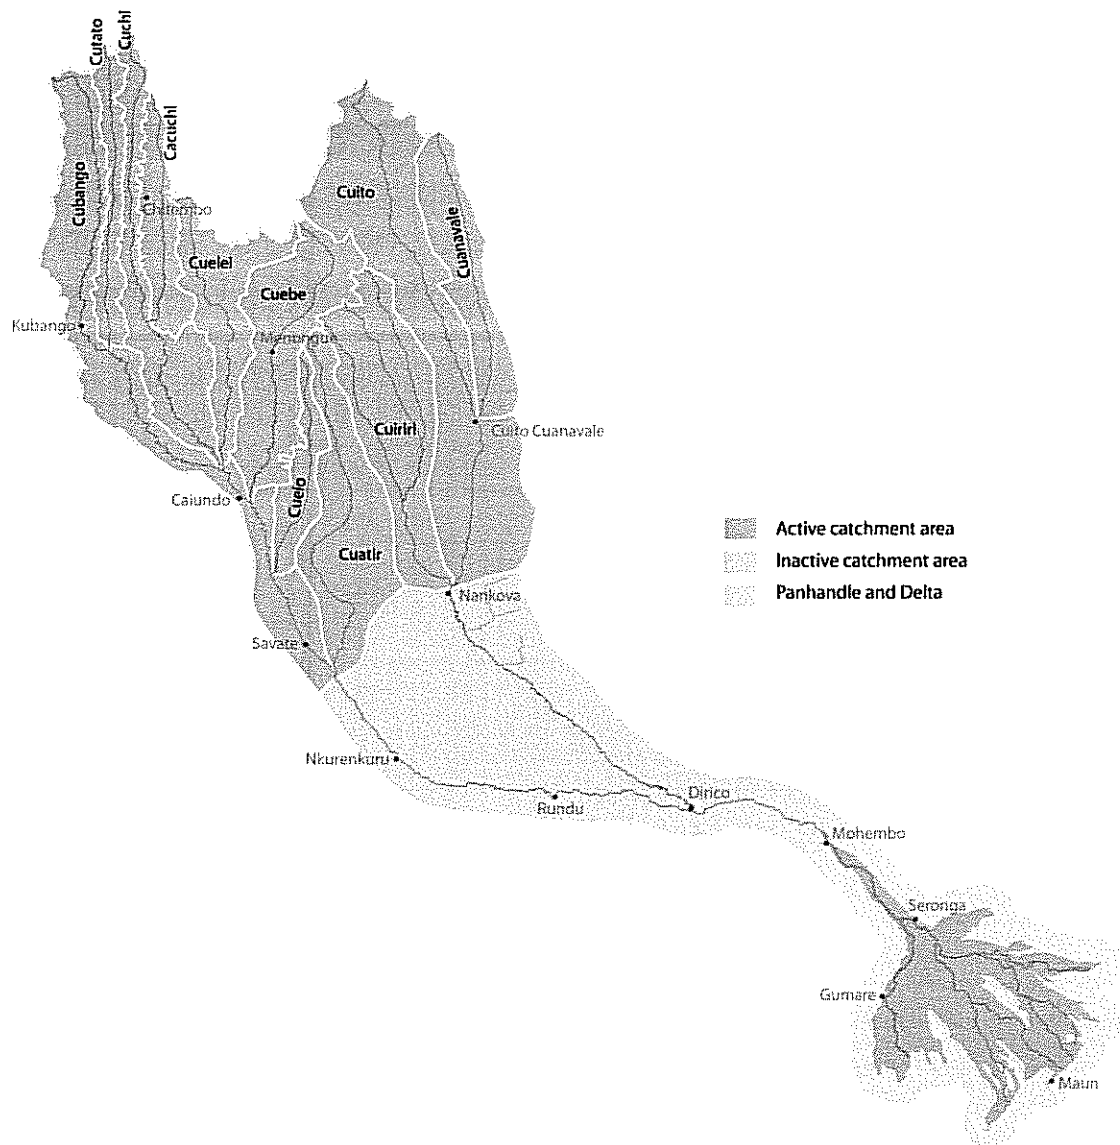 Cutato
Cuchi
Cacuchi
Cubango
Chitembo
Cuito
Cuanavale
Cuelei
Cuebe
Kubango
Menongue
Cuiriri
Cuito Cuanavale
Caiundo
Cuelo
Cuatir
Active catchment area
Inactive catchment area
Panhandle and Delta
Nankova
Savate
Nkurenkuru
Rundu
Dirico
Mohembo
Seronga
Gumare
Maun